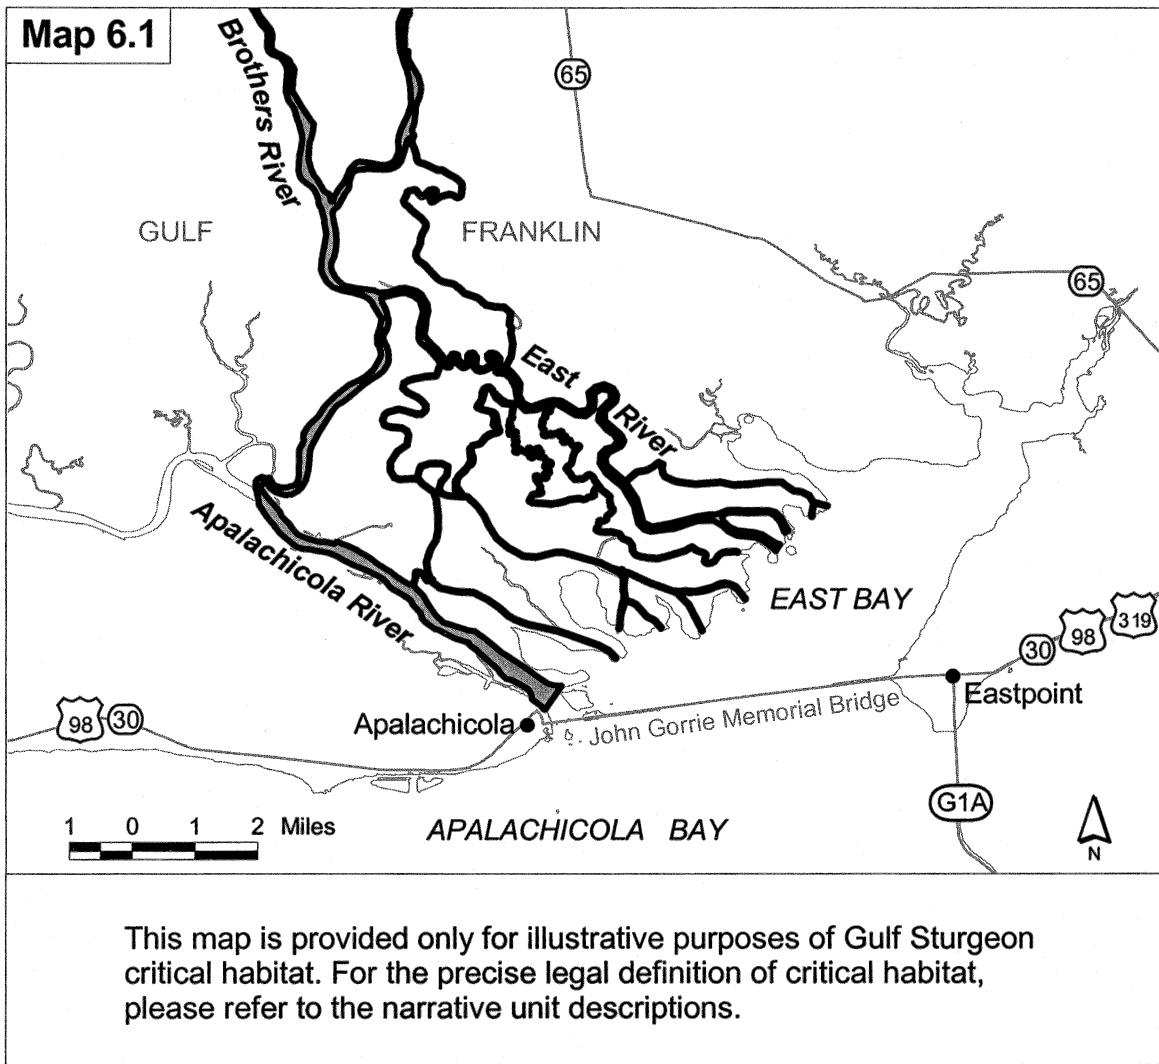 Map 6.1
Brothers River
65
GULF
FRANKLIN
65
East River
Apalachicola River
EAST BAY
98
30
Apalachicola
John Gorrie Memorial Bridge
Eastpoint
30
98
319
G1A
1 0 1 2 Miles
APALACHICOLA BAY
N
This map is provided only for illustrative purposes of Gulf Sturgeon
critical habitat. For the precise legal definition of critical habitat,
please refer to the narrative unit descriptions.